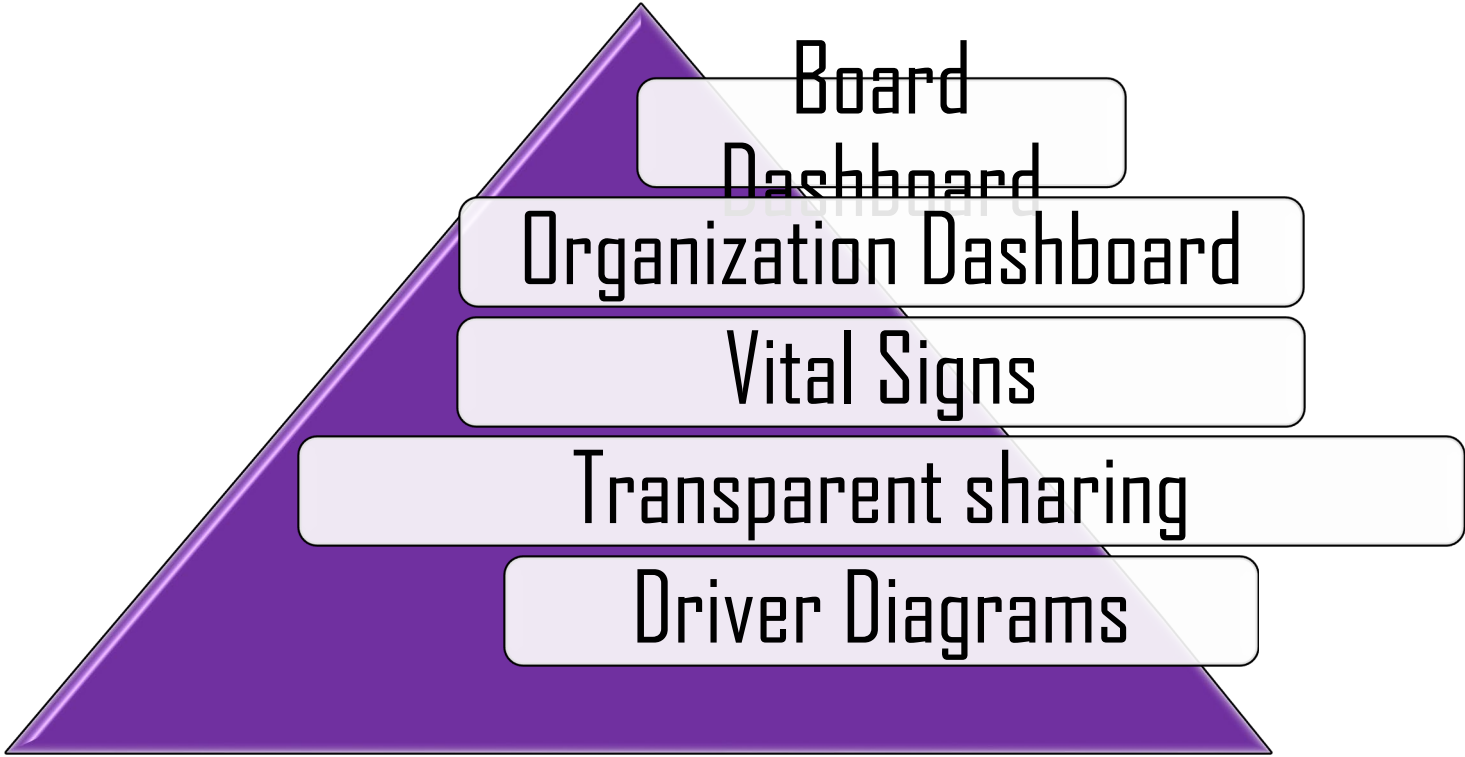 Board
Dashboard
Organization Dashboard
Vital Signs
Transparent sharing
Driver Diagrams